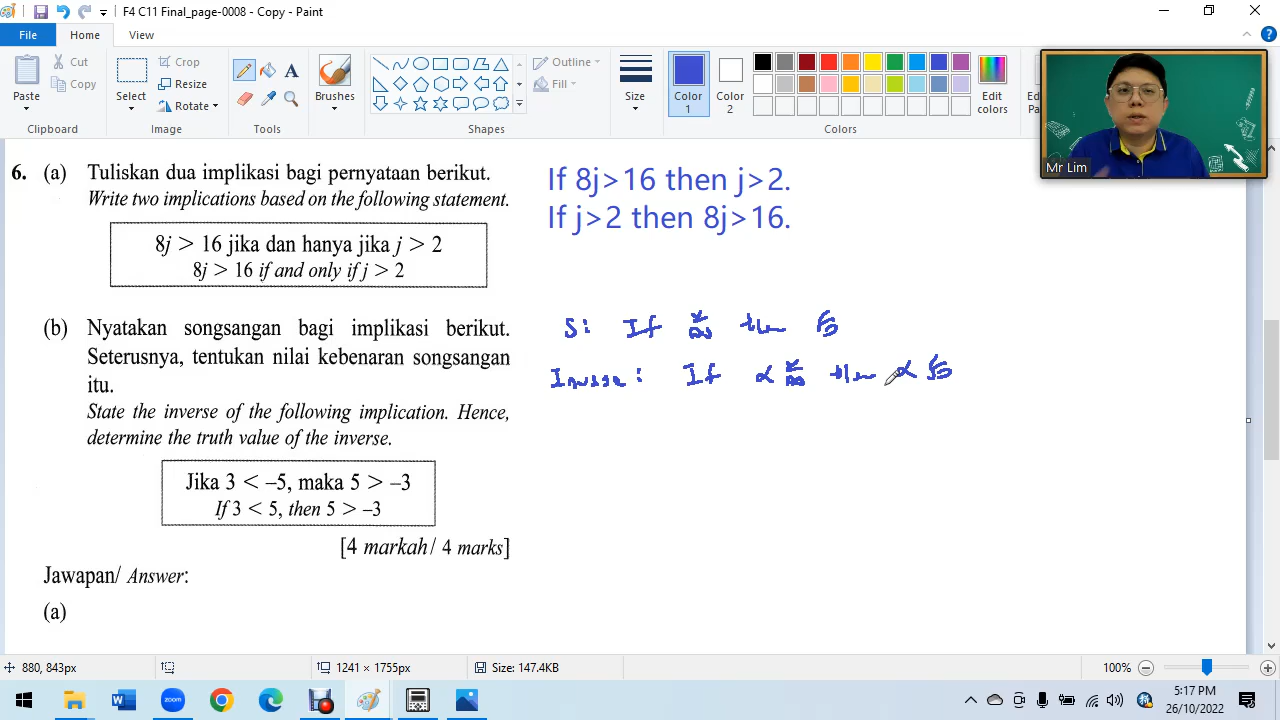 F4 C11 Final_page-0008 - Copy - Paint
File Home View
Paste
Cut
Copy
Clipboard
Select
Crop
Resize
Rotate
Image
A
Tools
Brushes
Outline
Fill
Shapes
Size
Color 1
Color 2
Colors
Edit colors
Mr Lim
6. (a) Tuliskan dua implikasi bagi pernyataan berikut.
Write two implications based on the following statement.
8j > 16 jika dan hanya jika j > 2
8j > 16 if and only if j > 2
If 8j>16 then j>2.
If j>2 then 8j>16.
(b) Nyatakan songsangan bagi implikasi berikut.
Seterusnya, tentukan nilai kebenaran songsangan
itu.
State the inverse of the following implication. Hence,
determine the truth value of the inverse.
Jika 3 < –5, maka 5 > –3
If 3 < 5, then 5 > –3
[4 markah/ 4 marks]
S: If then
Inverse: If then
Jawapan/ Answer:
(a)
880, 843px
1241 × 1755px
Size: 147.4KB
100%
zoom
5:17 PM
26/10/2022